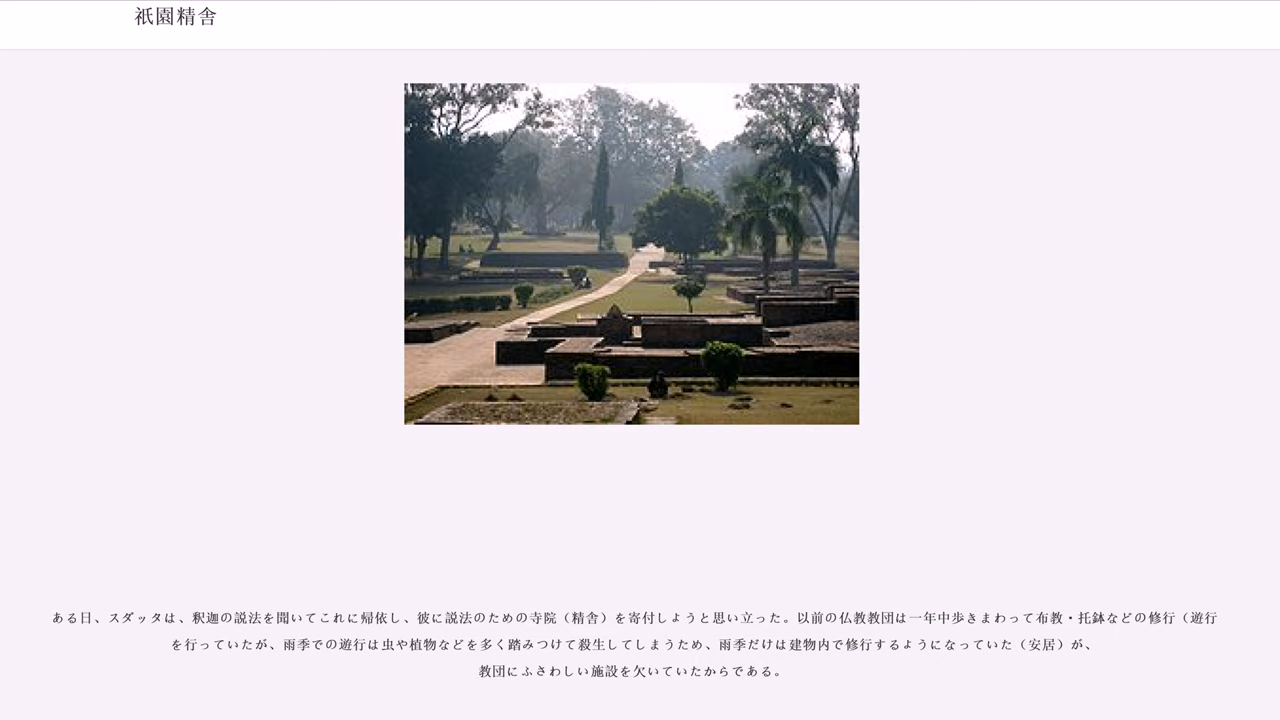 祇園精舎
ある日、スダッタは、釈迦の説法を聞いてこれに帰依し、彼に説法のための寺院（精舎）を寄付しようと思い立った。以前の仏教教団は一年中歩きまわって布教・托鉢などの修行（遊行
を行っていたが、雨季での遊行は虫や植物などを多く踏みつけて殺生してしまうため、雨季だけは建物内で修行するようになっていた（安居）が、
教団にふさわしい施設を欠いていたからである。